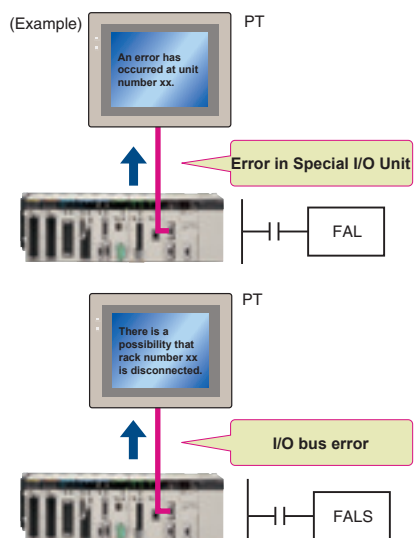 (Example)
PT
An error has
occurred at unit
number xx.
Error in Special I/O Unit
FAL
PT
There is a
possibility that
rack number xx
is disconnected.
I/O bus error
FALS